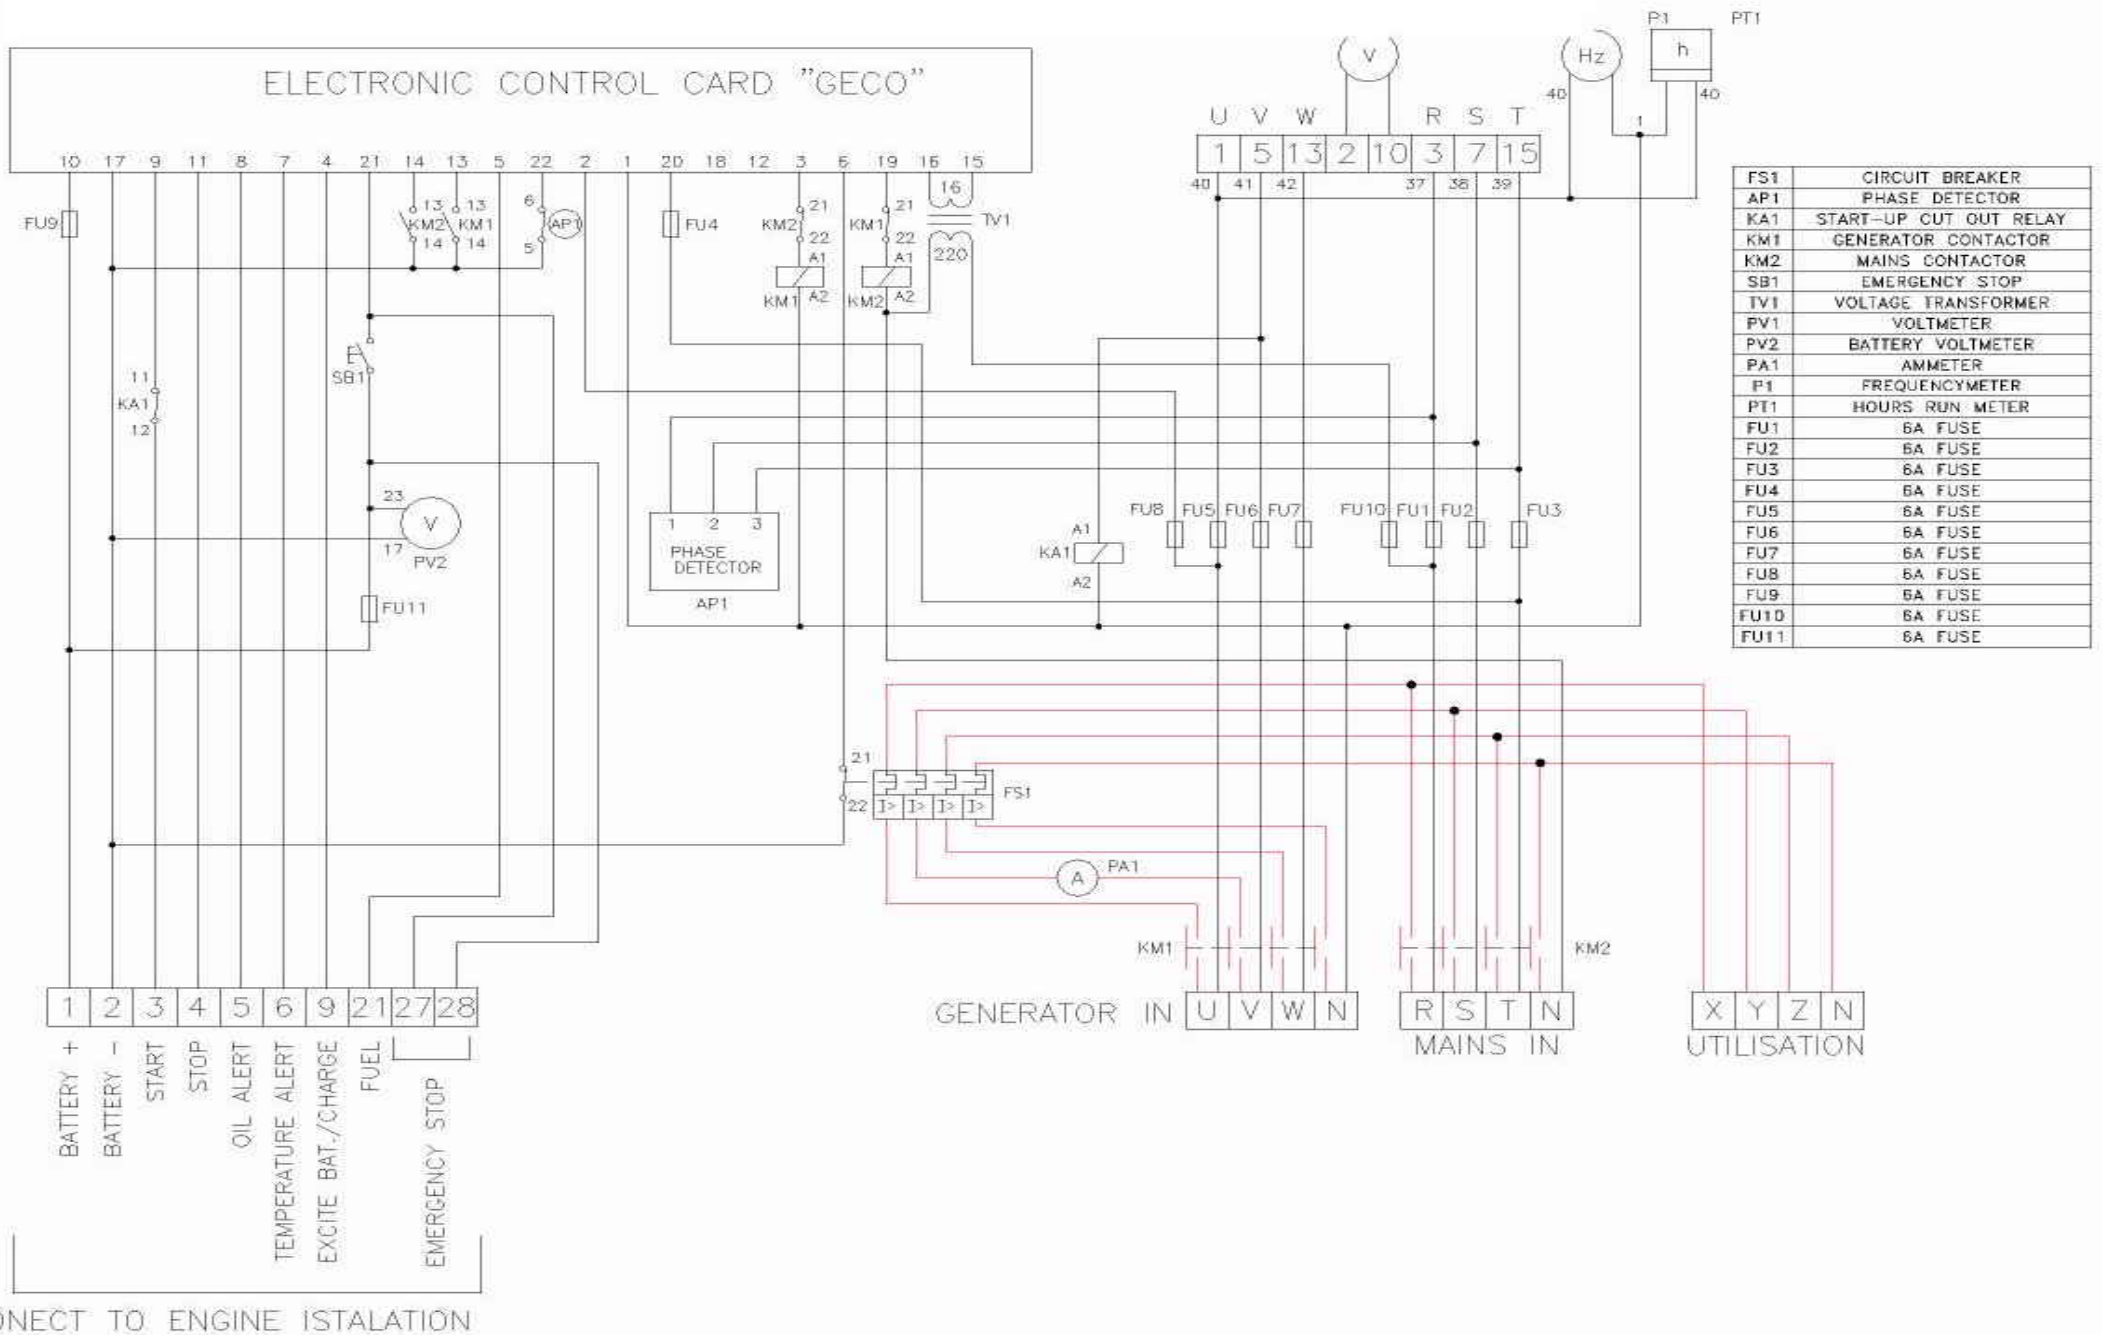 P1 PT1
V Hz h
ELECTRONIC CONTROL CARD "GECO"
40 40
1
U V W R S T
1 5 13 2 10 3 7 15
40 41 42 37 38 39
10 17 9 11 8 7 4 21 14 13 5 22 2 1 20 18 12 3 6 19 16 15
FU9
13 13
KM2 KM1
14 14
6
AP1
5
FU4
21
KM2
22
A1
KM1 A2
21
KM1
22
A1
KM2 A2
16
TV1
220
E
SB1
11
KA1
12
23
V
17
PV2
FU11
1 2 3
PHASE
DETECTOR
AP1
A1
KA1
A2
FU8 FU5 FU6 FU7 FU10 FU1 FU2 FU3
FS1 CIRCUIT BREAKER
AP1 PHASE DETECTOR
KA1 START-UP CUT OUT RELAY
KM1 GENERATOR CONTACTOR
KM2 MAINS CONTACTOR
SB1 EMERGENCY STOP
TV1 VOLTAGE TRANSFORMER
PV1 VOLTMETER
PV2 BATTERY VOLTMETER
PA1 AMMETER
P1 FREQUENCYMETER
PT1 HOURS RUN METER
FU1 6A FUSE
FU2 6A FUSE
FU3 6A FUSE
FU4 6A FUSE
FU5 6A FUSE
FU6 6A FUSE
FU7 6A FUSE
FU8 6A FUSE
FU9 6A FUSE
FU10 6A FUSE
FU11 6A FUSE
21
22
I> I> I> I>
FS1
A PA1
KM1 KM2
1 2 3 4 5 6 9 21 27 28
BATTERY +
BATTERY -
START
STOP
OIL ALERT
TEMPERATURE ALERT
EXCITE BAT./CHARGE
FUEL
EMERGENCY STOP
GENERATOR IN U V W N
R S T N
MAINS IN
X Y Z N
UTILISATION
ONECT TO ENGINE ISTALATION